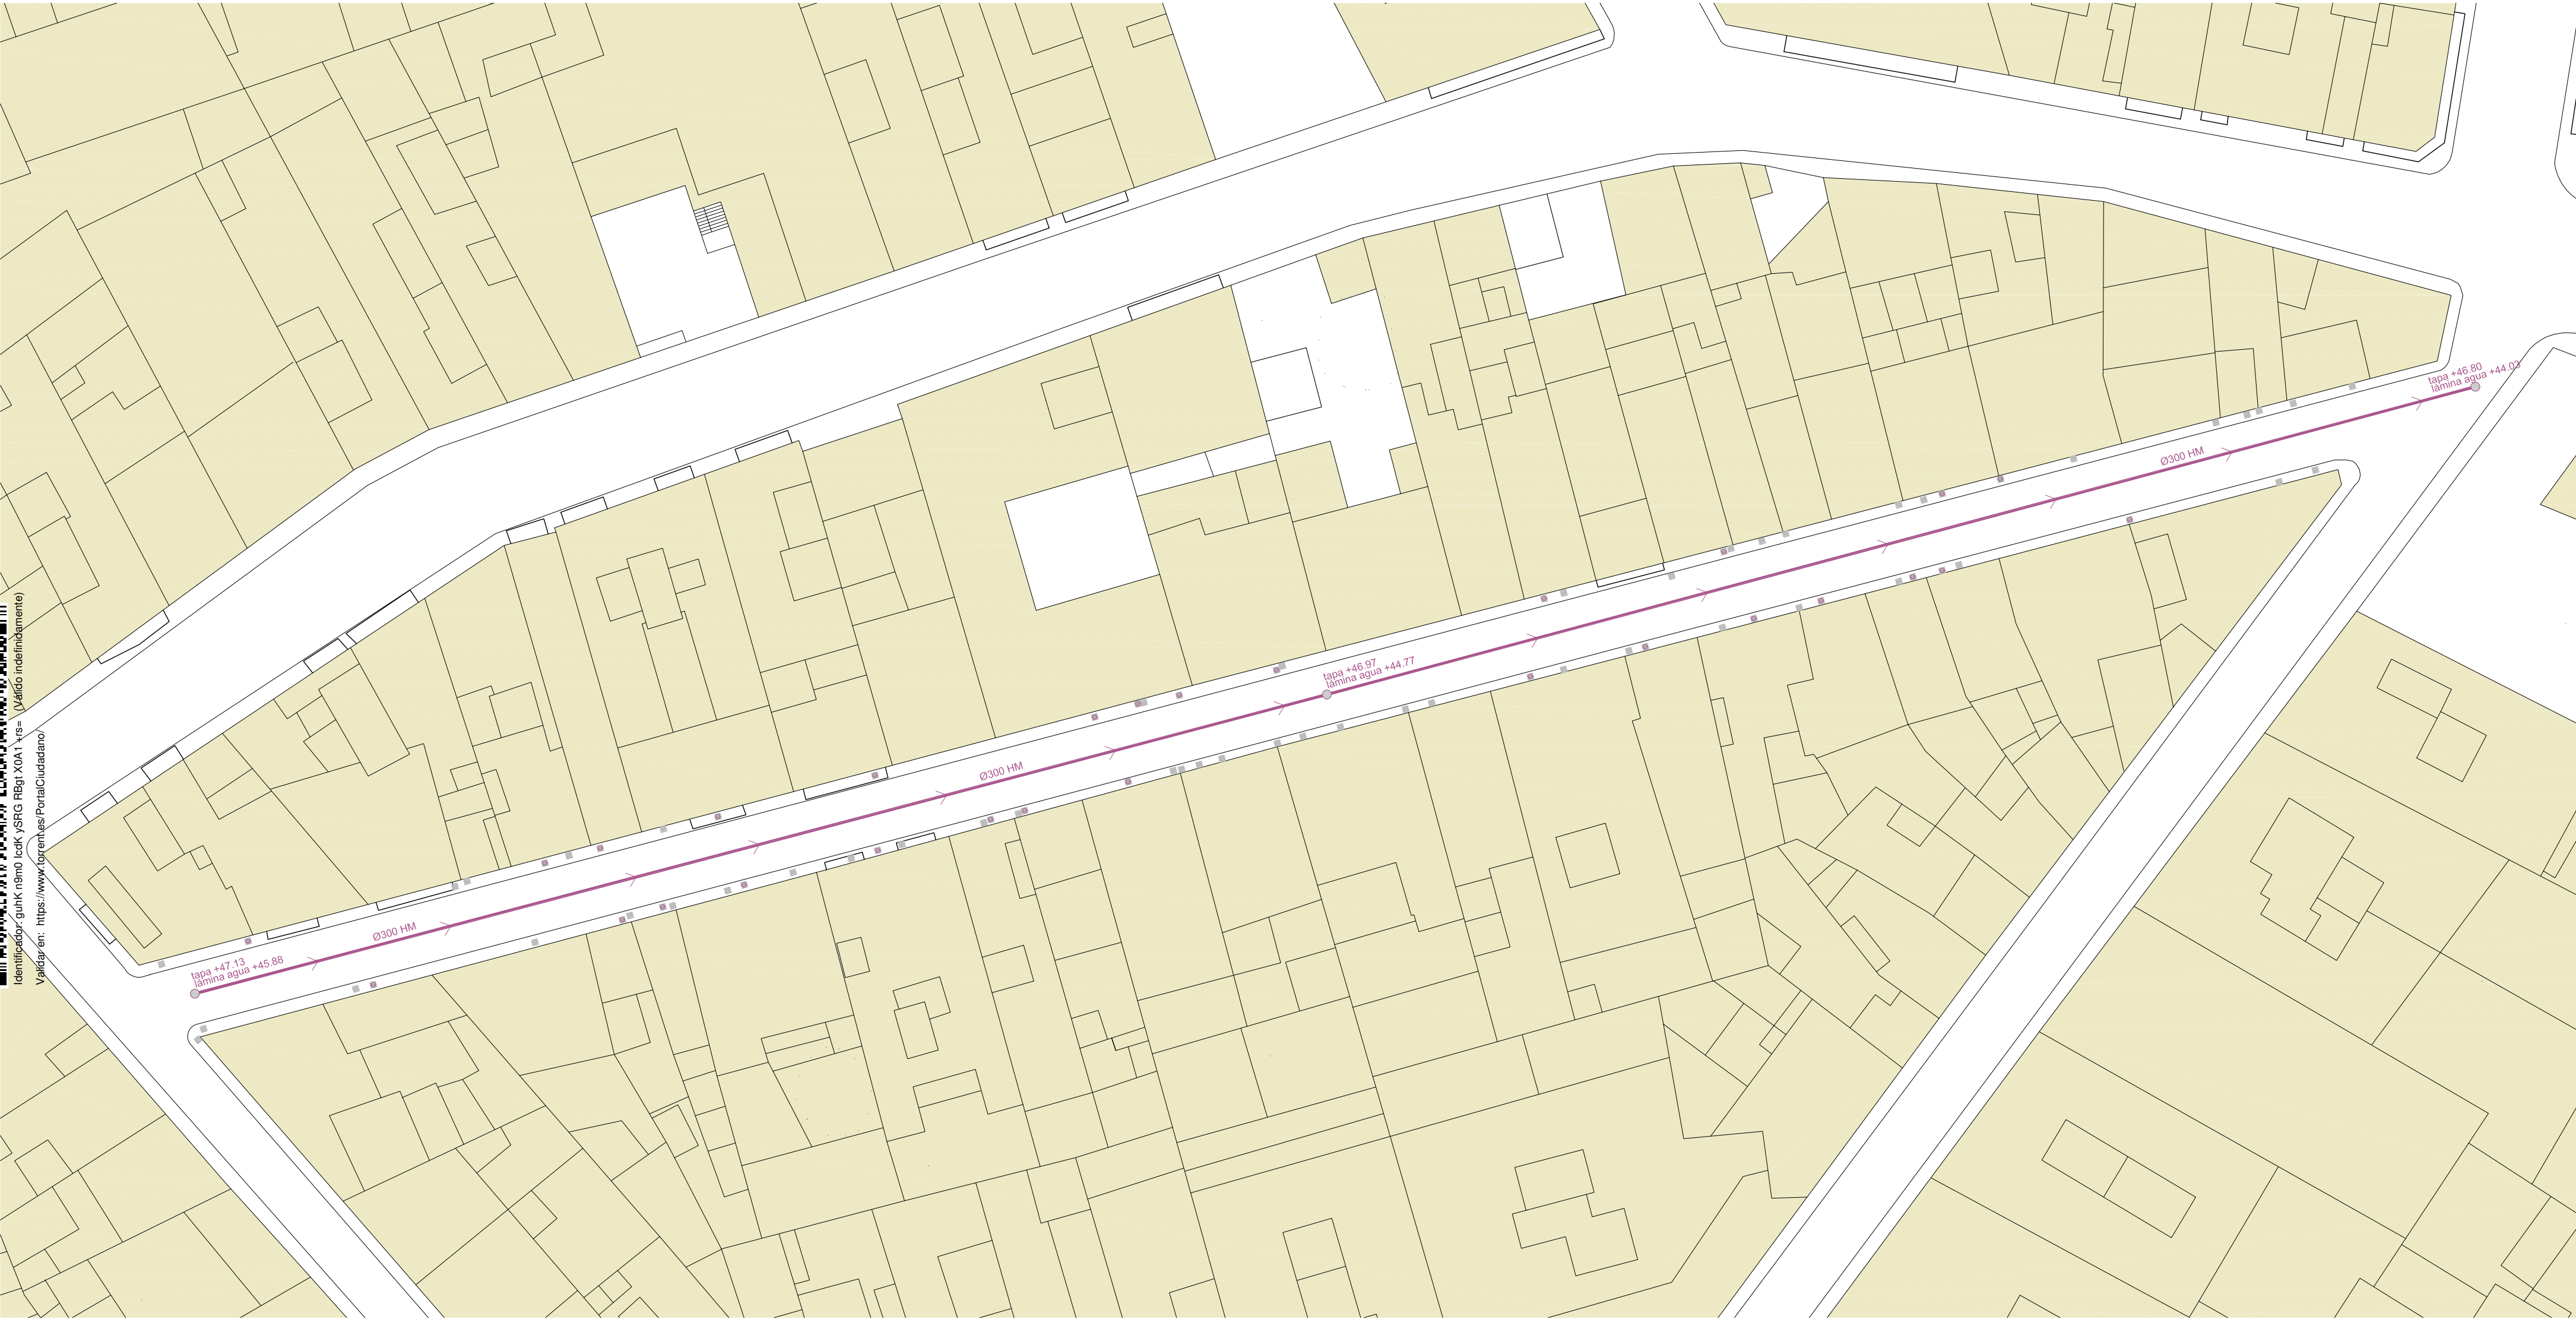 tapa +46.80
lámina agua +44.03
Ø300 HM
tapa +46.97
lámina agua +44.77
Ø300 HM
Ø300 HM
tapa +47.13
lámina agua +45.88
Identificador: guhK n9m0 IcdK ySRG RBgt X0A1 +rs= (Válido indefinidamente)
Validar en: https://www.torrent.es/PortalCiudadano/